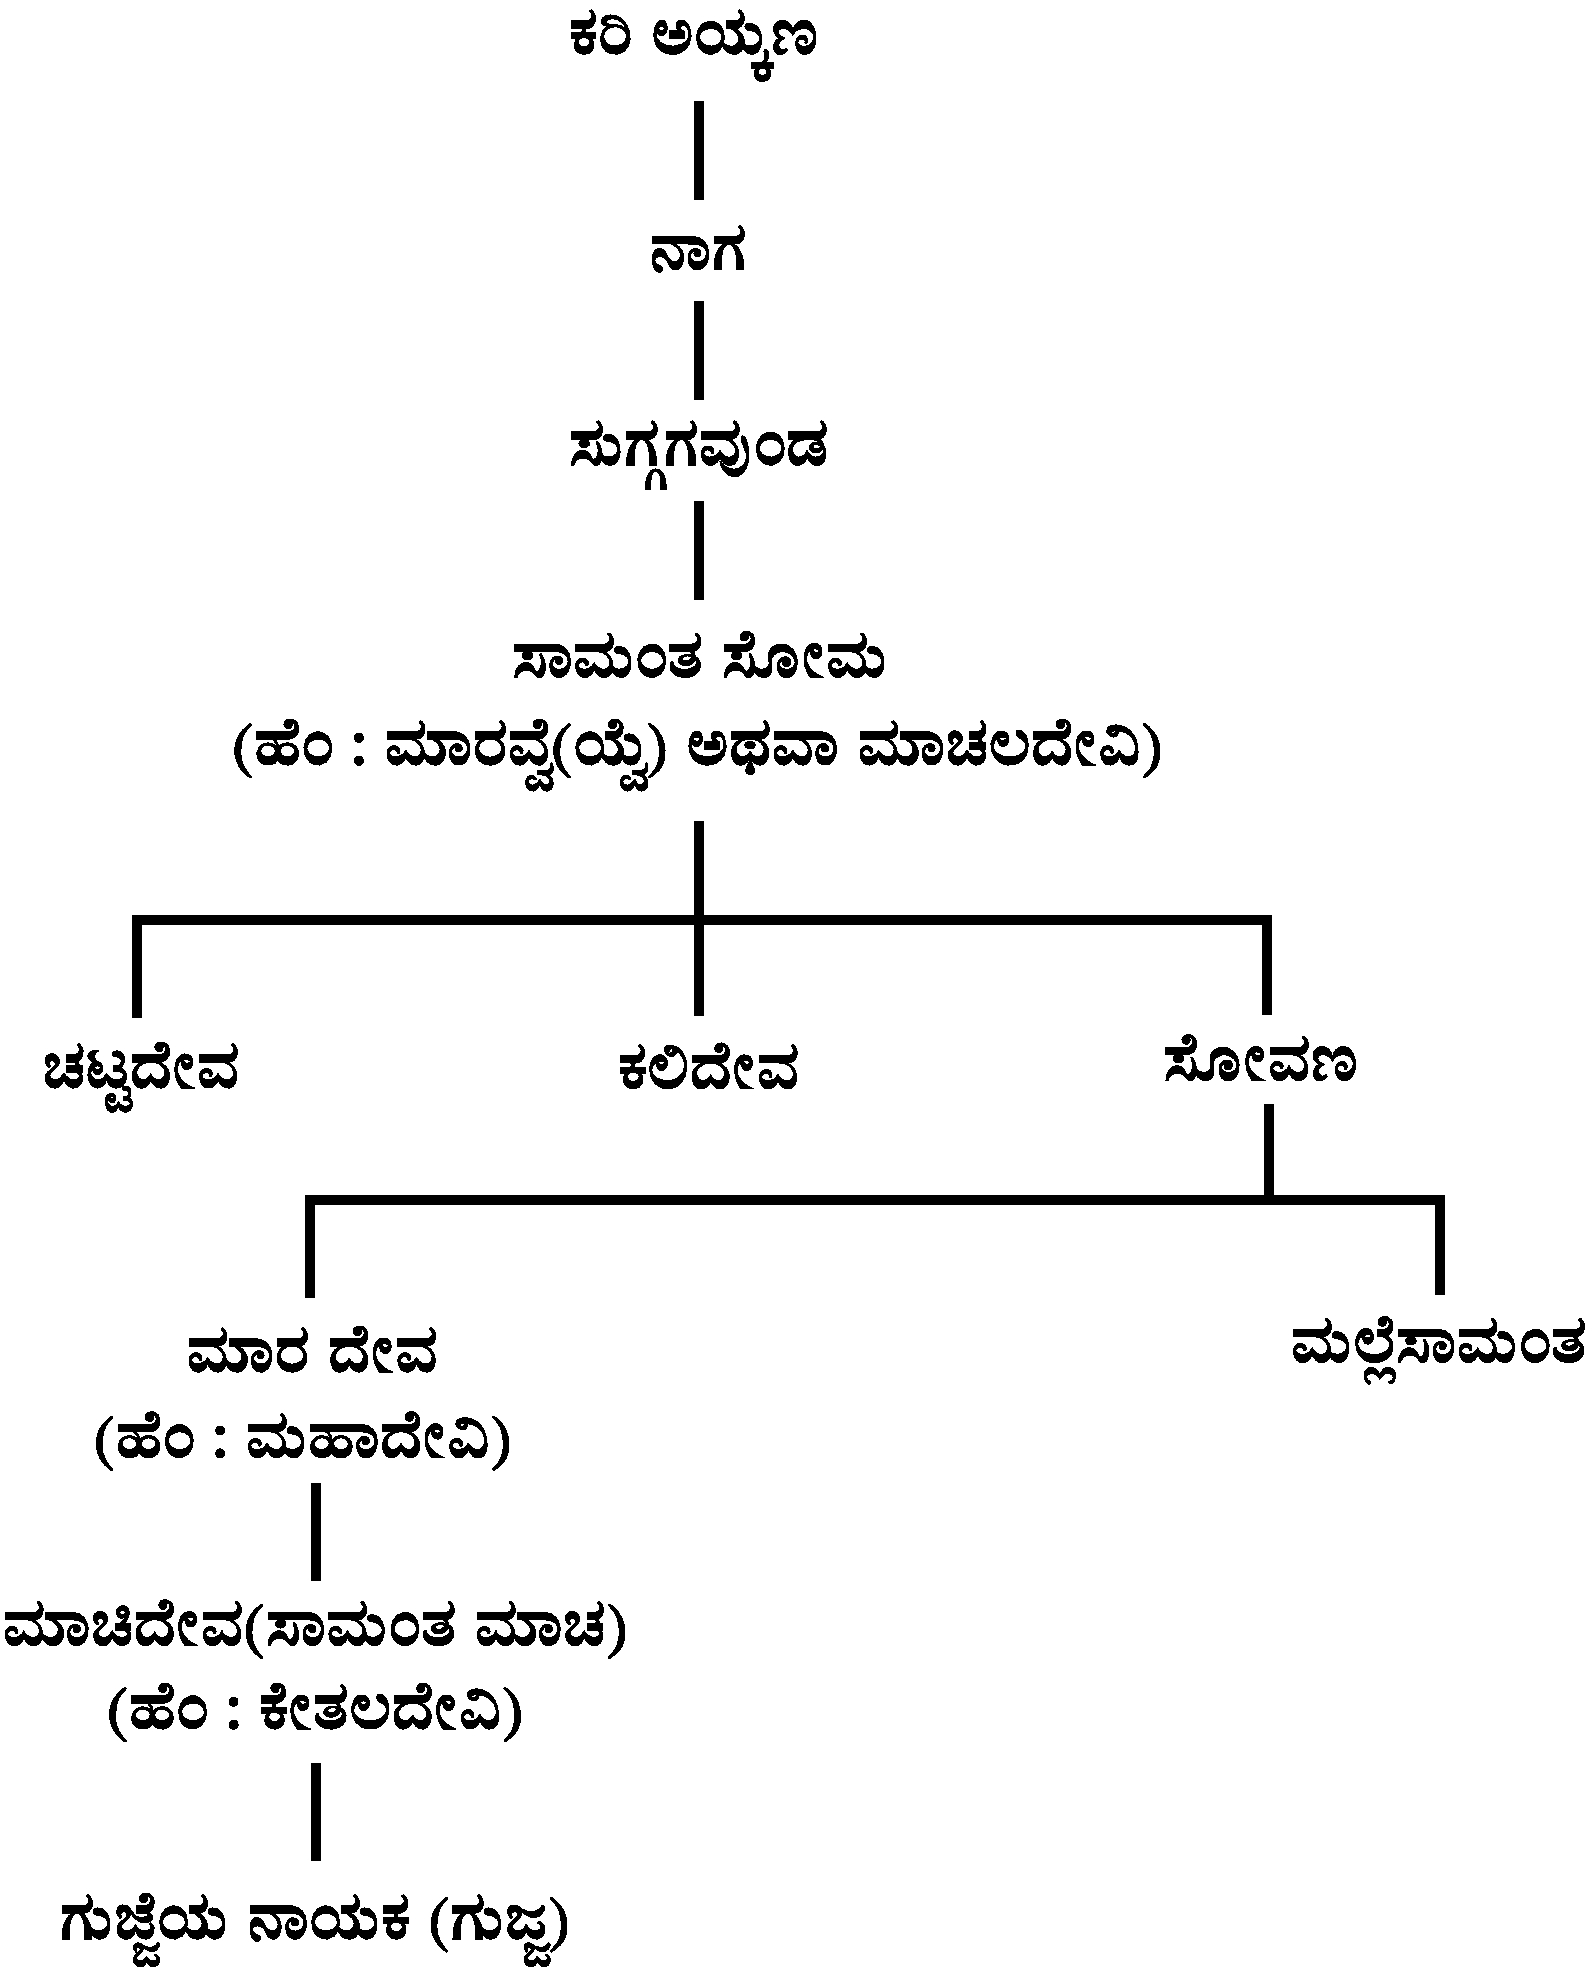 ಕರಿ ಅಯ್ಕಣ
ನಾಗ
ಸುಗ್ಗಗವುಂಡ
ಸಾಮಂತ ಸೋಮ
(ಹೆಂ : ಮಾರವ್ವೆ(ಯ್ವೆ) ಅಥವಾ ಮಾಚಲದೇವಿ)
ಚಟ್ಟದೇವ ಕಲಿದೇವ ಸೋವಣ
ಮಾರ ದೇವ ಮಲ್ಲೆಸಾಮಂತ
(ಹೆಂ : ಮಹಾದೇವಿ)
ಮಾಚಿದೇವ(ಸಾಮಂತ ಮಾಚ)
(ಹೆಂ : ಕೇತಲದೇವಿ)
ಗುಜ್ಜೆಯ ನಾಯಕ (ಗುಜ್ಜ)